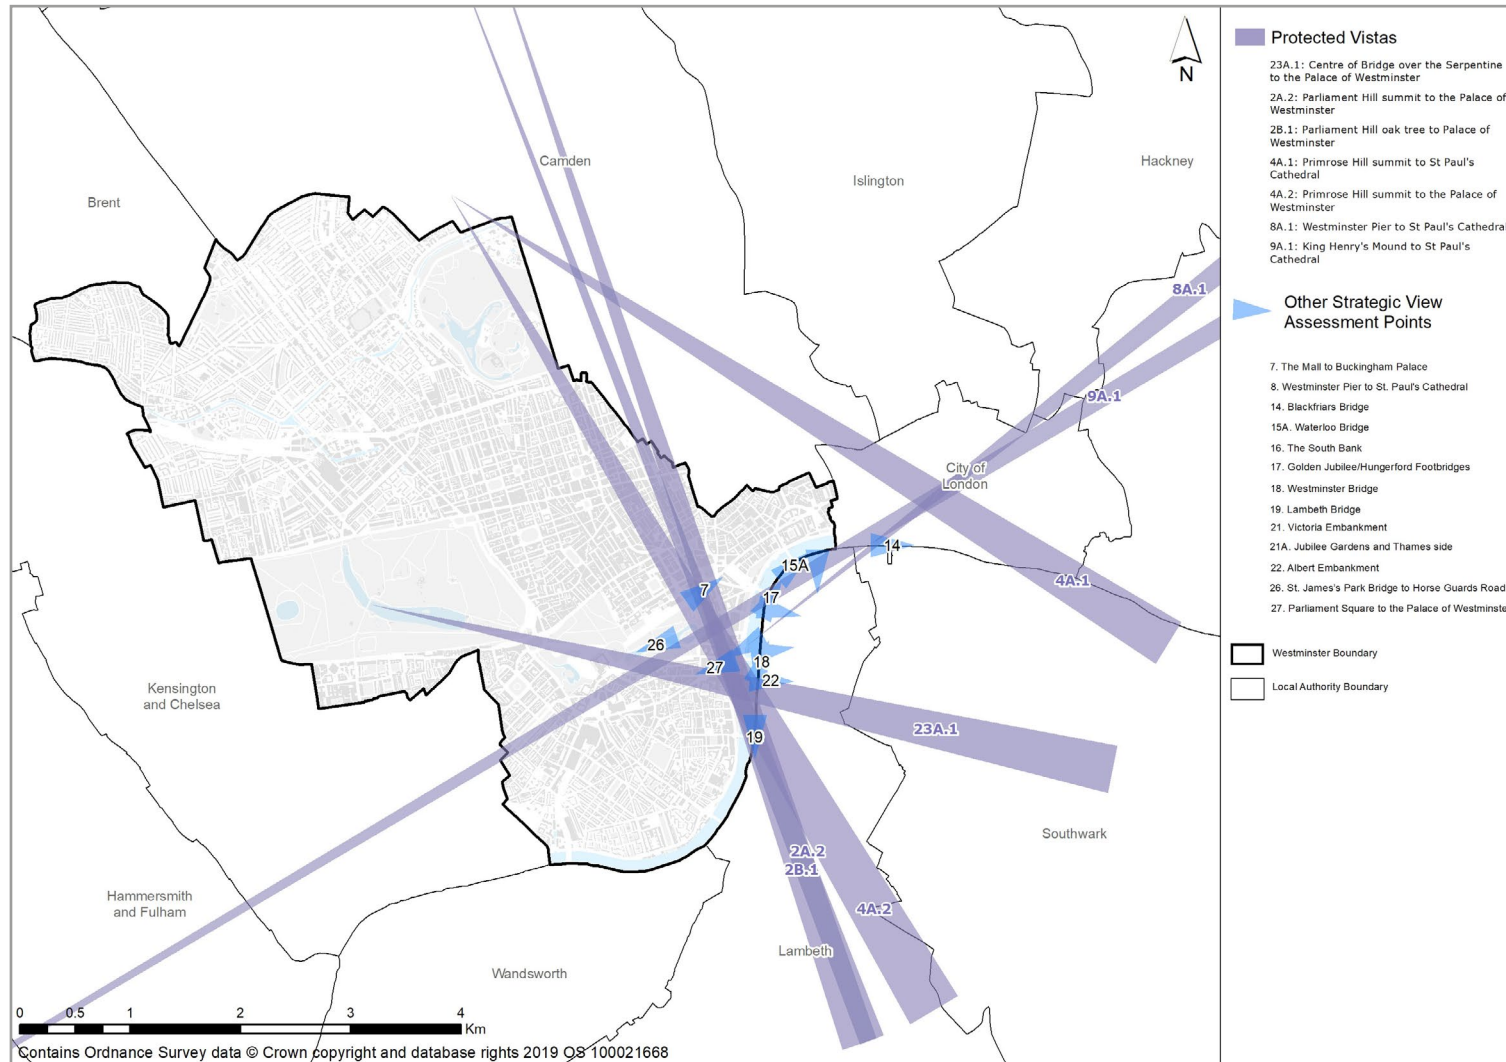 N
Camden
Hackney
Islington
Brent
8A.1
9A.1
City of
London
14
15A
4A.1
7
17
26
18
27
22
Kensington
and Chelsea
23A.1
19
Southwark
2A.2
2B.1
4A.2
Hammersmith
and Fulham
Lambeth
Wandsworth
0 0.5 1 2 3 4
Km
Contains Ordnance Survey data © Crown copyright and database rights 2019 OS 100021668
Protected Vistas
23A.1: Centre of Bridge over the Serpentine
to the Palace of Westminster
2A.2: Parliament Hill summit to the Palace of
Westminster
2B.1: Parliament Hill oak tree to Palace of
Westminster
4A.1: Primrose Hill summit to St Paul's
Cathedral
4A.2: Primrose Hill summit to the Palace of
Westminster
8A.1: Westminster Pier to St Paul's Cathedral
9A.1: King Henry's Mound to St Paul's
Cathedral
Other Strategic View
Assessment Points
7. The Mall to Buckingham Palace
8. Westminster Pier to St. Paul's Cathedral
14. Blackfriars Bridge
15A. Waterloo Bridge
16. The South Bank
17. Golden Jubilee/Hungerford Footbridges
18. Westminster Bridge
19. Lambeth Bridge
21. Victoria Embankment
21A. Jubilee Gardens and Thames side
22. Albert Embankment
26. St. James's Park Bridge to Horse Guards Road
27. Parliament Square to the Palace of Westminste
Westminster Boundary
Local Authority Boundary